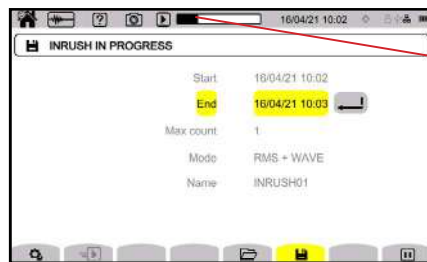 16/04/21 10:02
INRUSH IN PROGRESS
Start 16/04/21 10:02
End 16/04/21 10:03
Max count 1
Mode RMS + WAVE
Name INRUSH01